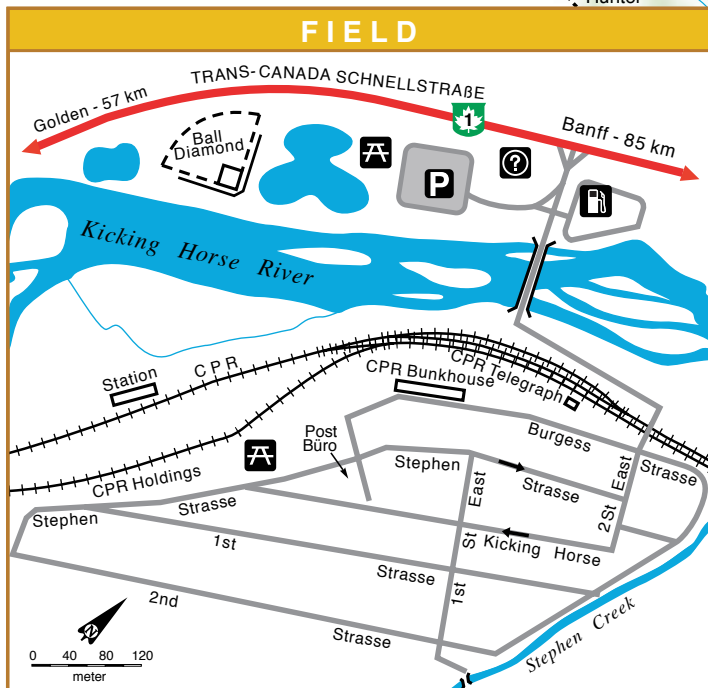 Hunter
FIELD
TRANS-CANADA SCHNELLSTRAßE
Golden - 57 km
1
Banff - 85 km
Ball
Diamond
P
?
Kicking Horse River
Station
CPR
CPR Bunkhouse
CPR Telegraph
Post
Büro
Burgess
Strasse
CPR Holdings
Stephen
Strasse
East
2 St East
Stephen
Strasse
1st
St
Kicking Horse
1st
Strasse
2nd
Strasse
Stephen Creek
N
0 40 80 120
meter